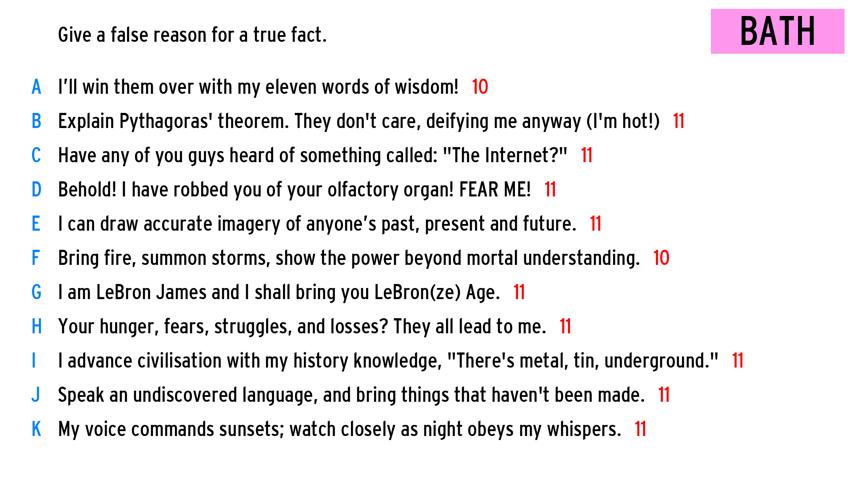 Give a false reason for a true fact.
BATH
A I’ll win them over with my eleven words of wisdom! 10
B Explain Pythagoras' theorem. They don't care, deifying me anyway (I'm hot!) 11
C Have any of you guys heard of something called: "The Internet?" 11
D Behold! I have robbed you of your olfactory organ! FEAR ME! 11
E I can draw accurate imagery of anyone’s past, present and future. 11
F Bring fire, summon storms, show the power beyond mortal understanding. 10
G I am LeBron James and I shall bring you LeBron(ze) Age. 11
H Your hunger, fears, struggles, and losses? They all lead to me. 11
I I advance civilisation with my history knowledge, "There's metal, tin, underground." 11
J Speak an undiscovered language, and bring things that haven't been made. 11
K My voice commands sunsets; watch closely as night obeys my whispers. 11